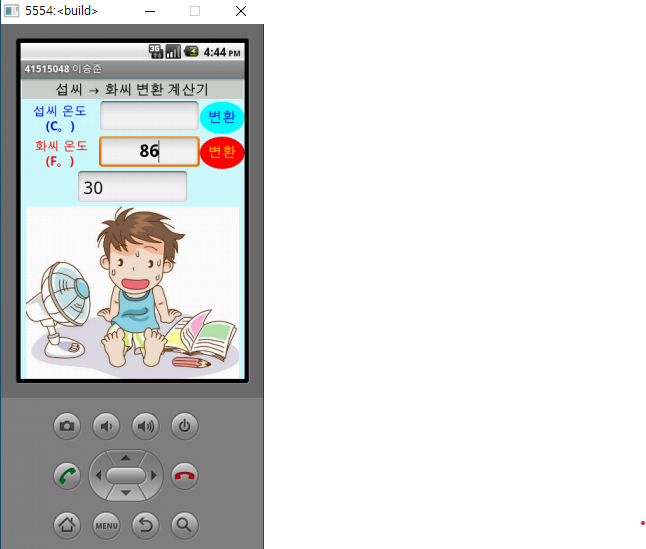 5554:<build>
3G 4:44 PM
41515048 이승준
섭씨 → 화씨 변환 계산기
섭씨 온도
(C。)
변환
화씨 온도
(F。)
86
변환
30
MENU